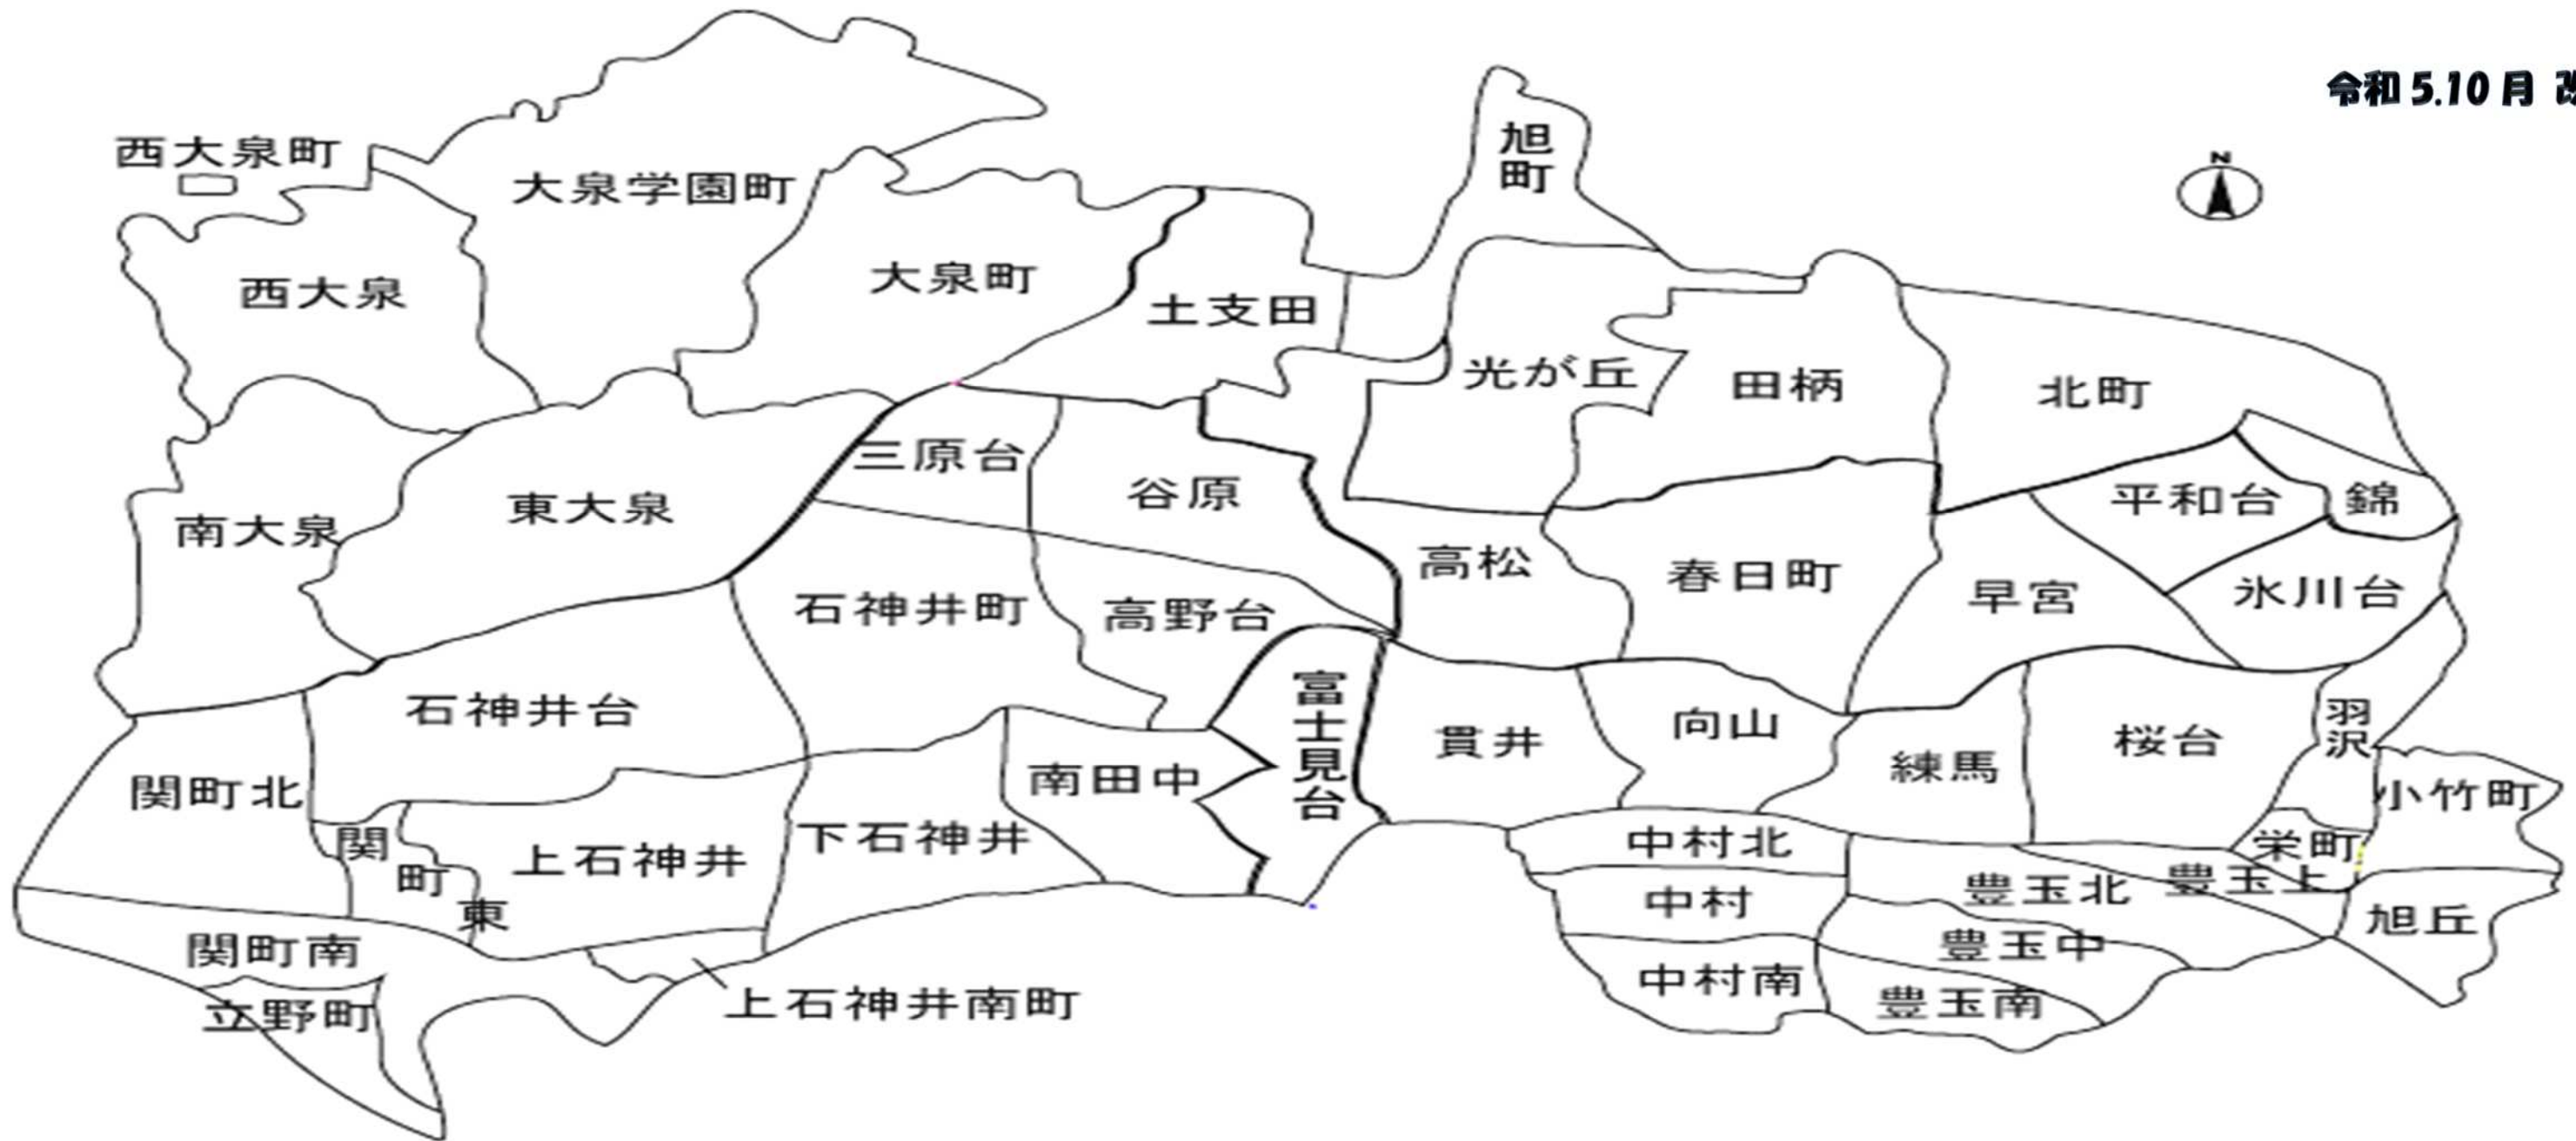 令和5.10月
N
西大泉町
大泉学園町
旭町
西大泉
大泉町
土支田
光が丘
田柄
北町
三原台
谷原
平和台
錦
南大泉
東大泉
高松
春日町
早宮
氷川台
石神井町
高野台
富士見台
石神井台
貫井
向山
練馬
桜台
羽沢
関町北
南田中
小竹町
関町東
上石神井
下石神井
中村北
栄町
中村
豊玉北
豊玉上
旭丘
関町南
豊玉中
中村南
豊玉南
立野町
上石神井南町